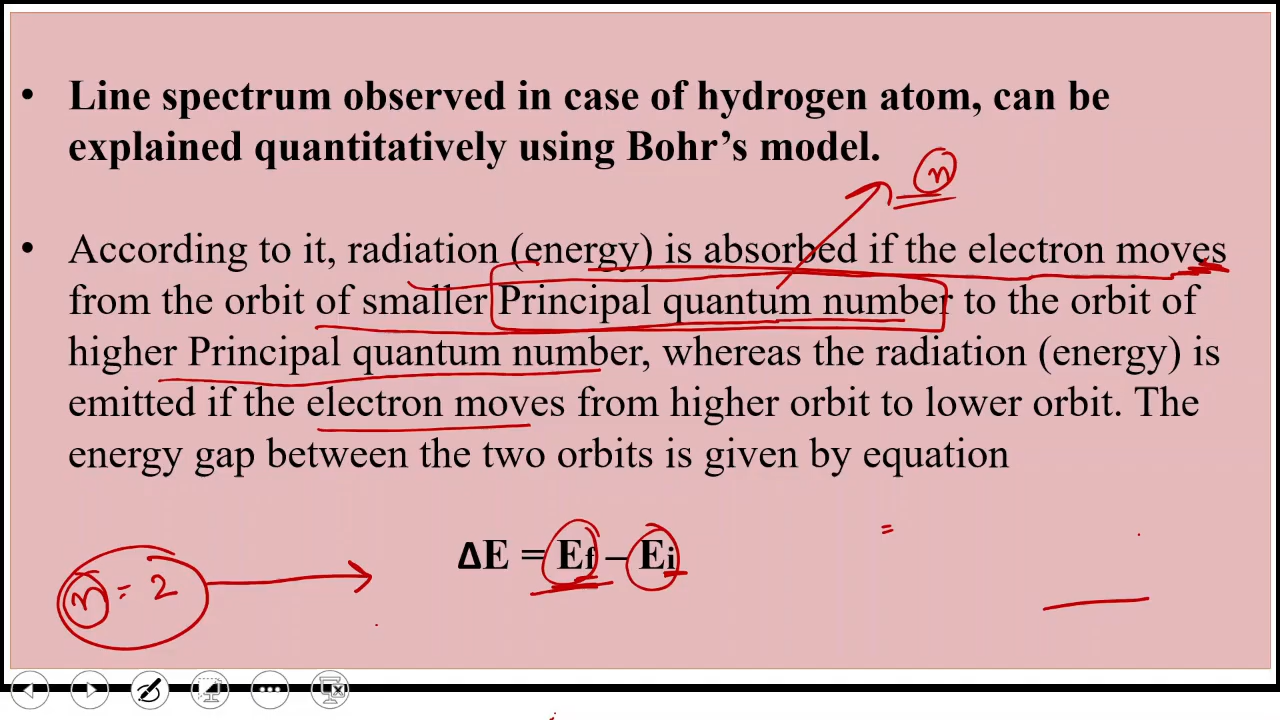 • Line spectrum observed in case of hydrogen atom, can be
explained quantitatively using Bohr’s model.
n
• According to it, radiation (energy) is absorbed if the electron moves
from the orbit of smaller Principal quantum number to the orbit of
higher Principal quantum number, whereas the radiation (energy) is
emitted if the electron moves from higher orbit to lower orbit. The
energy gap between the two orbits is given by equation
=
ΔE = Ef – Ei
n = 2